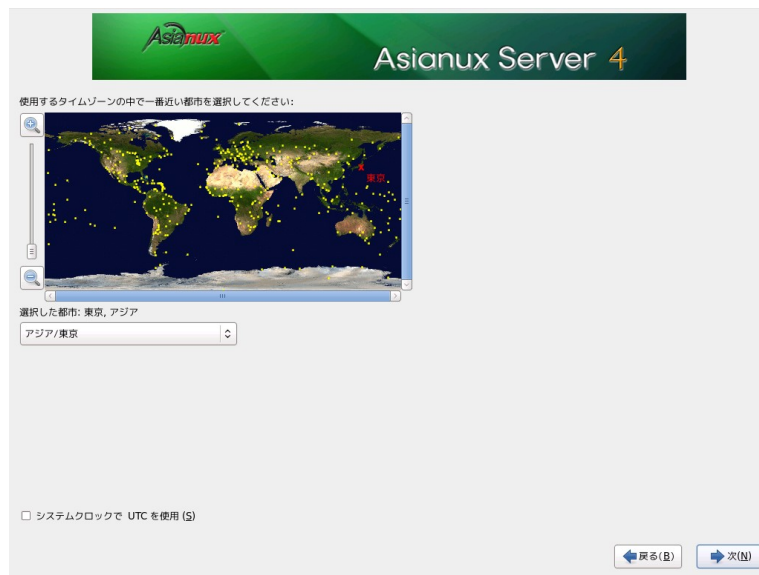 Asianux
Asianux Server 4
使用するタイムゾーンの中で一番近い都市を選択してください:
東京
選択した都市: 東京, アジア
アジア/東京
システムクロックで UTC を使用 (S)
戻る(B)
次(N)